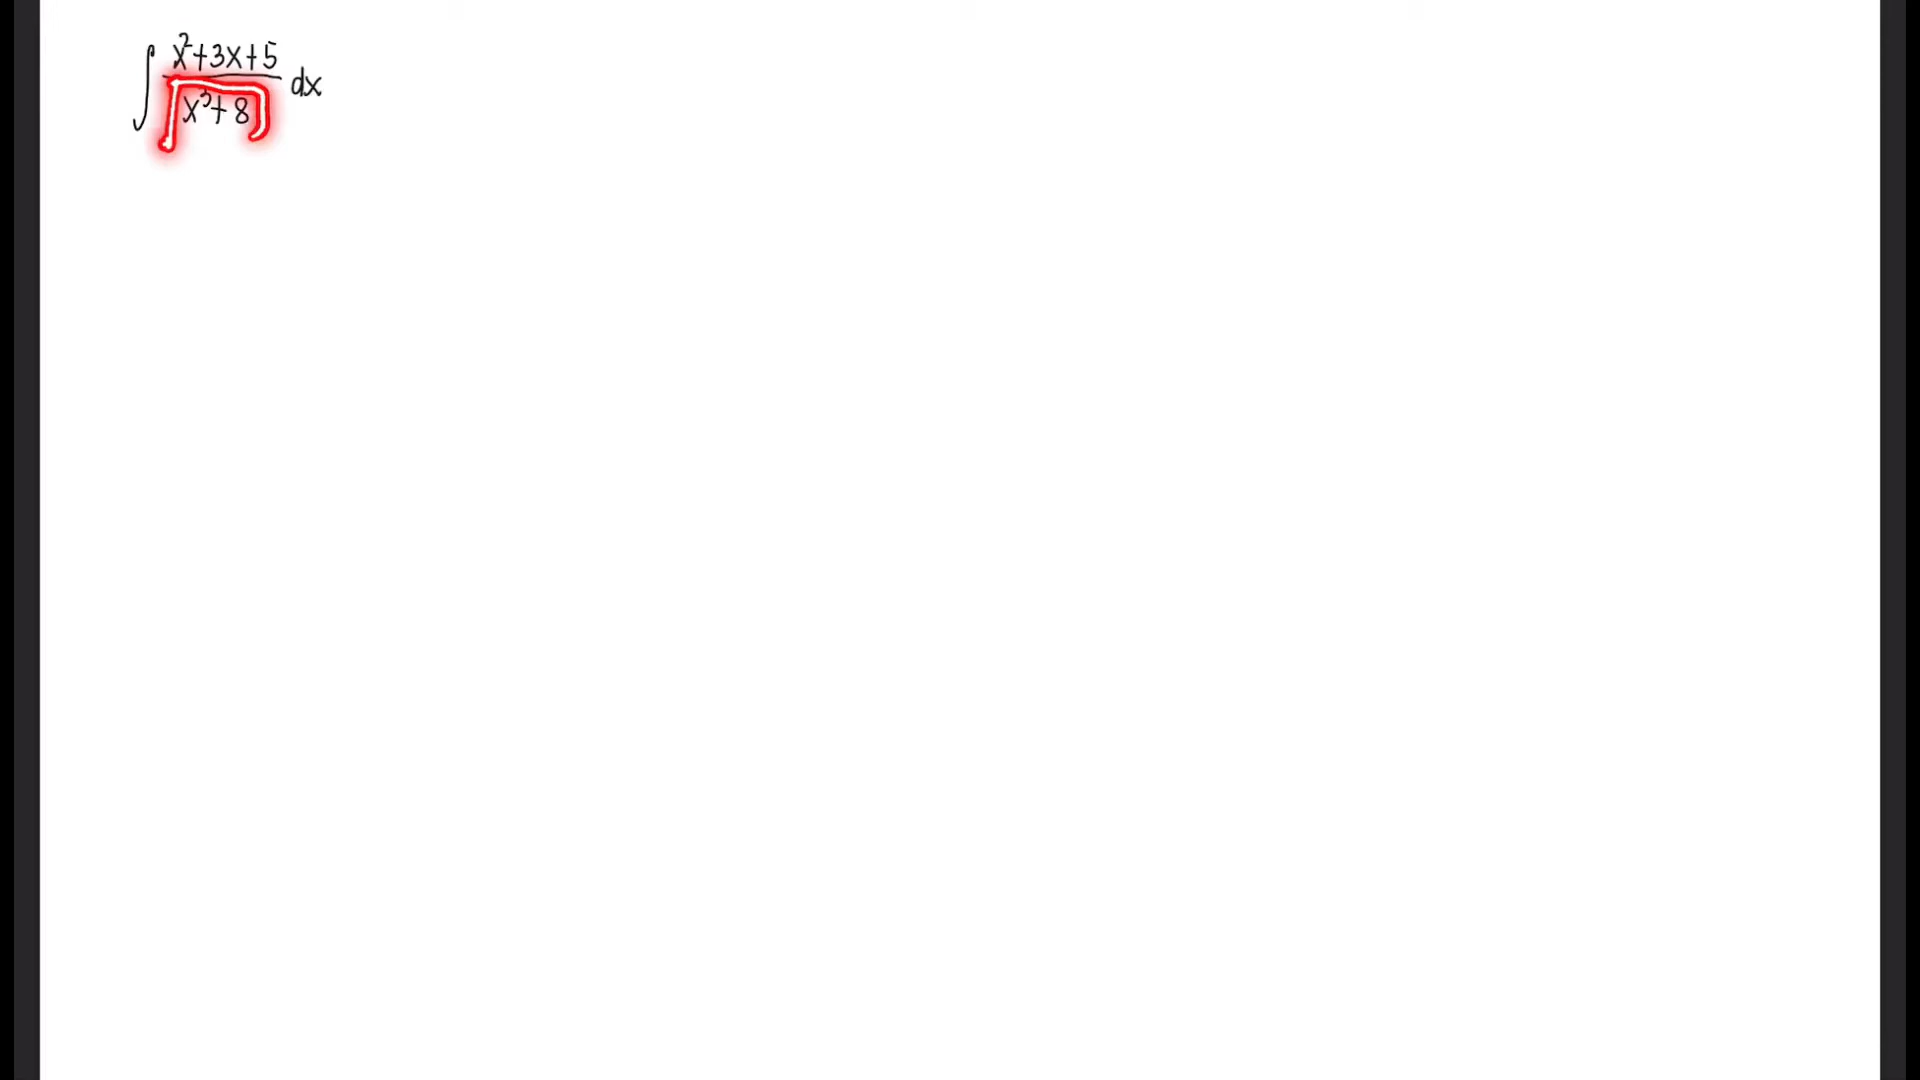 ∫ x²+3x+5 / x³+8 dx